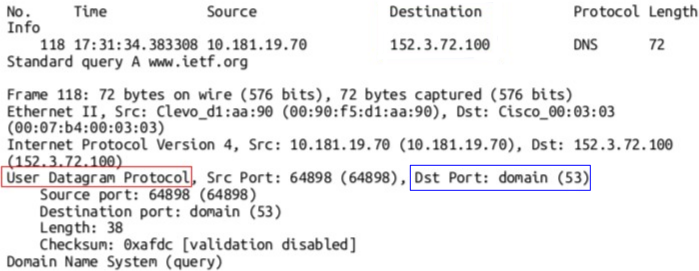 No.     Time            Source                Destination           Protocol Length
Info
    118 17:31:34.383308 10.181.19.70          152.3.72.100          DNS      72
Standard query A www.ietf.org
Frame 118: 72 bytes on wire (576 bits), 72 bytes captured (576 bits)
Ethernet II, Src: Clevo_d1:aa:90 (00:90:f5:d1:aa:90), Dst: Cisco_00:03:03
(00:07:b4:00:03:03)
Internet Protocol Version 4, Src: 10.181.19.70 (10.181.19.70), Dst: 152.3.72.100
(152.3.72.100)
User Datagram Protocol, Src Port: 64898 (64898), Dst Port: domain (53)
    Source port: 64898 (64898)
    Destination port: domain (53)
    Length: 38
    Checksum: 0xafdc [validation disabled]
Domain Name System (query)